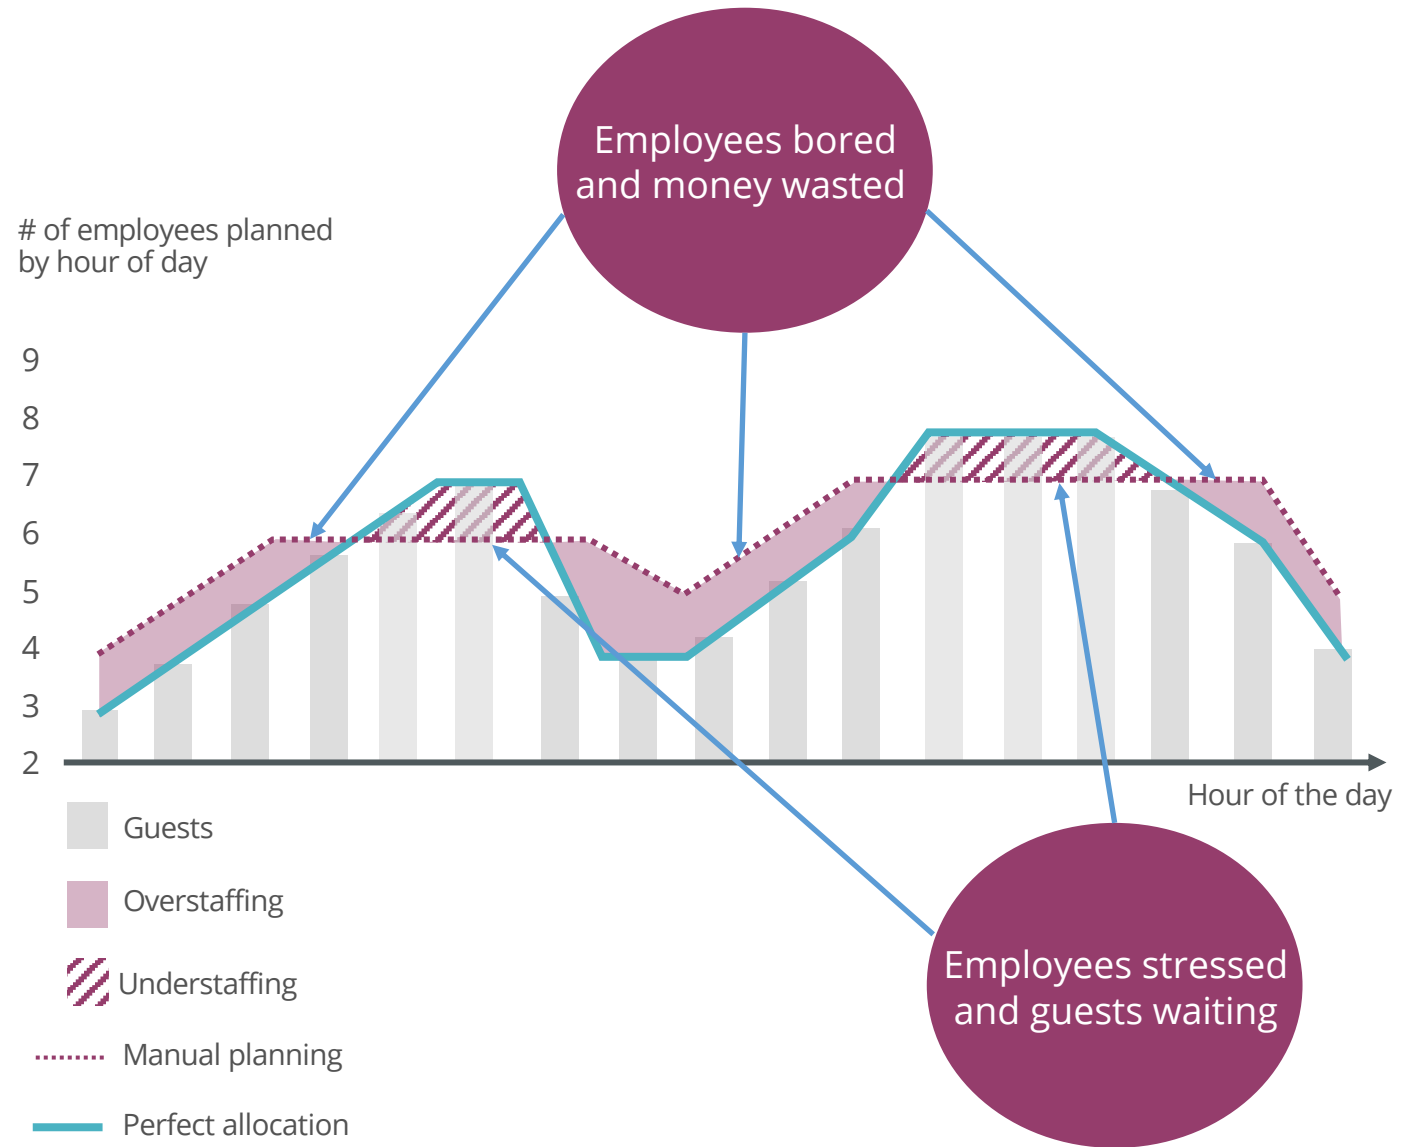 Employees bored
and money wasted
# of employees planned
by hour of day
9
8
7
6
5
4
3
2
Hour of the day
Guests
Overstaffing
Understaffing
Manual planning
Perfect allocation
Employees stressed
and guests waiting